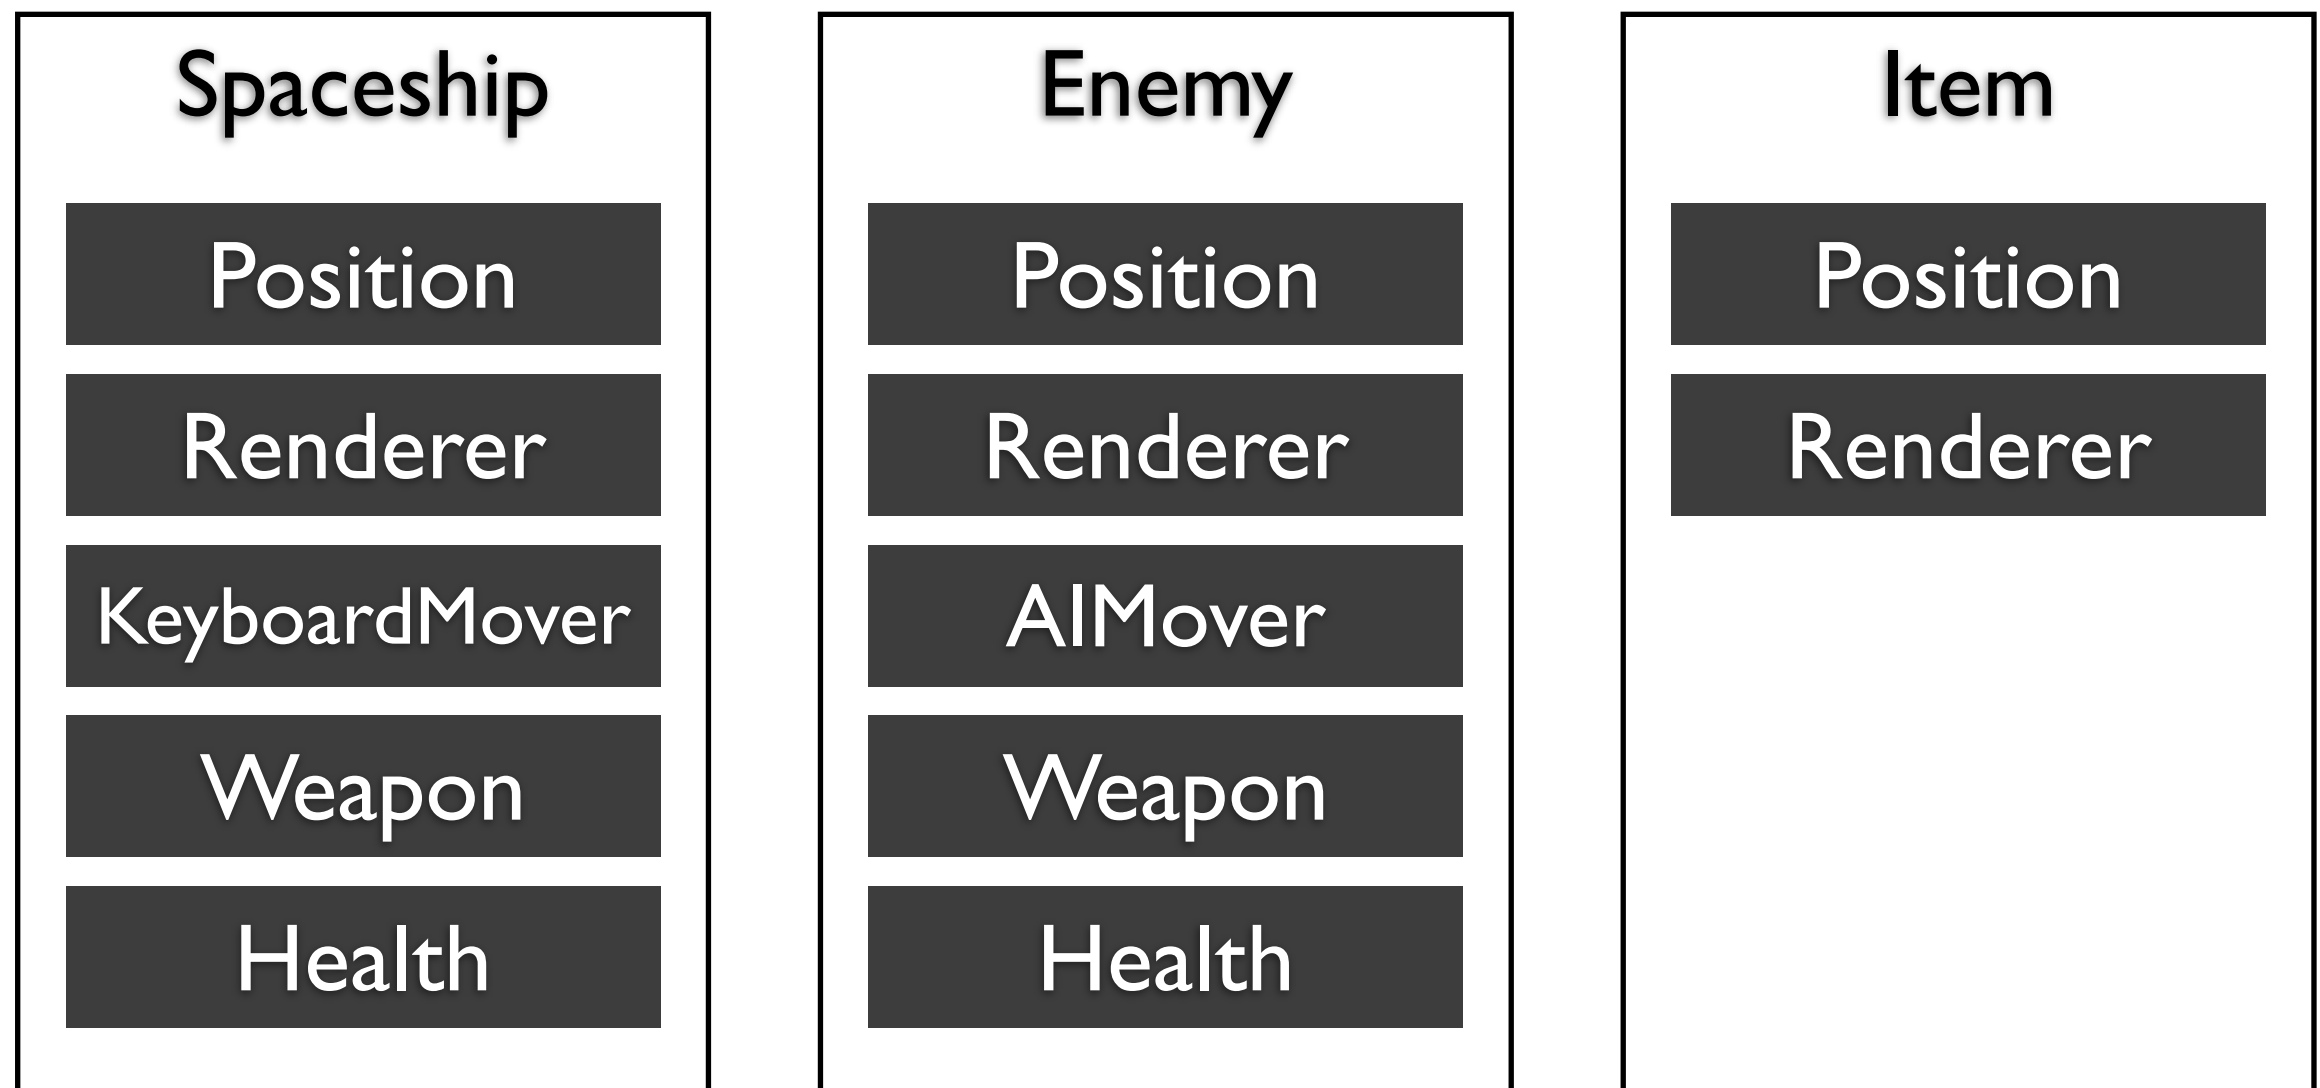 Spaceship
Position
Renderer
KeyboardMover
Weapon
Health
Enemy
Position
Renderer
AIMover
Weapon
Health
Item
Position
Renderer